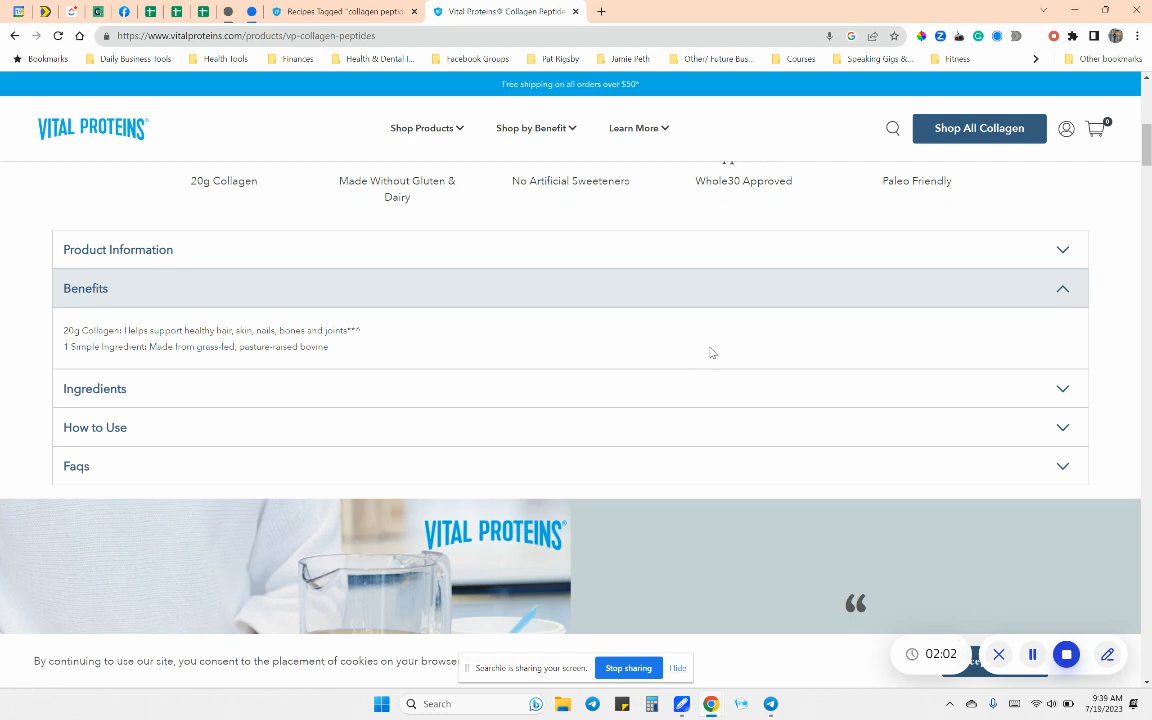 Recipes Tagged "collagen peptid
Vital Proteins® Collagen Peptide
https://www.vitalproteins.com/products/vp-collagen-peptides
Bookmarks
Daily Business Tools
Health Tools
Finances
Health & Dental I...
Facebook Groups
Pat Rigsby
Jamie Peth
Other/ Future Bus...
Courses
Speaking Gigs &...
Fitness
Other bookmarks
Free shipping on all orders over $50*
VITAL PROTEINS®
Shop Products
Shop by Benefit
Learn More
Shop All Collagen
0
20g Collagen
Made Without Gluten &
Dairy
No Artificial Sweeteners
Whole30 Approved
Paleo Friendly
Product Information
Benefits
20g Collagen: Helps support healthy hair, skin, nails, bones and joints**^
1 Simple Ingredient: Made from grass-fed, pasture-raised bovine
Ingredients
How to Use
Faqs
VITAL PROTEINS®
“
By continuing to use our site, you consent to the placement of cookies on your browse
Searchie is sharing your screen.
Stop sharing
Hide
02:02
Search
9:39 AM
7/19/2023